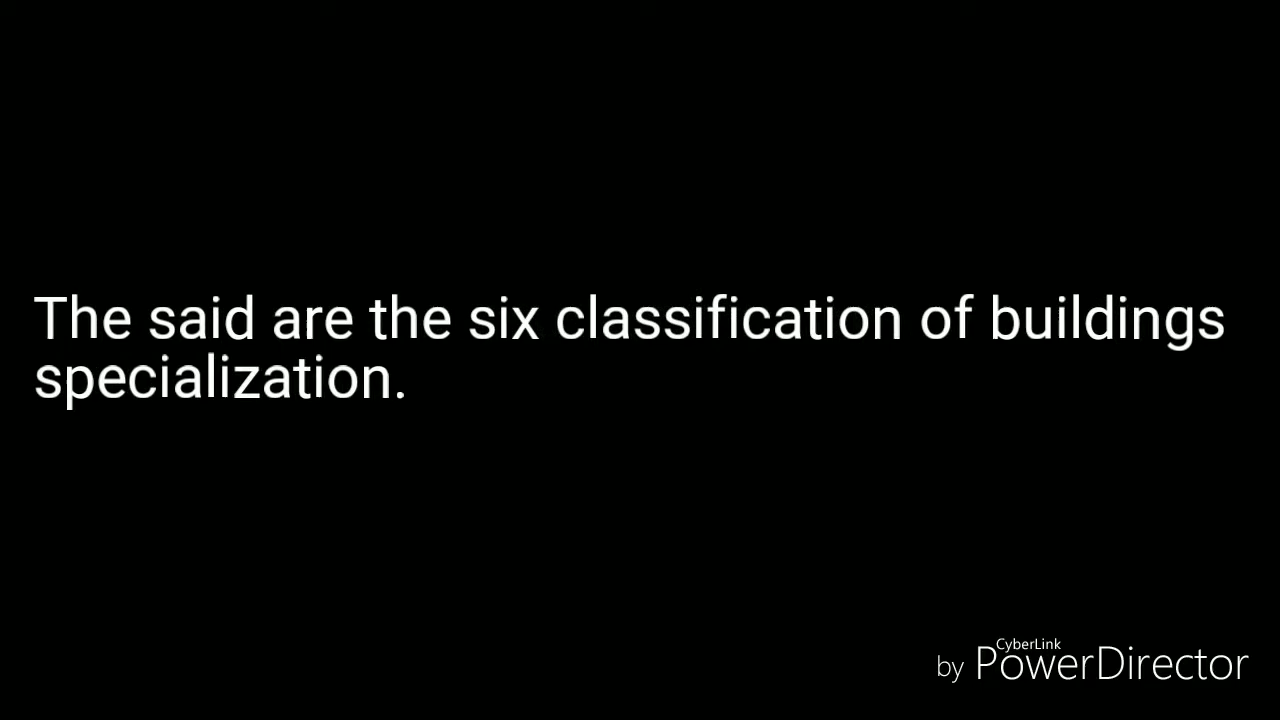 The said are the six classification of buildings
specialization.
CyberLink
by PowerDirector